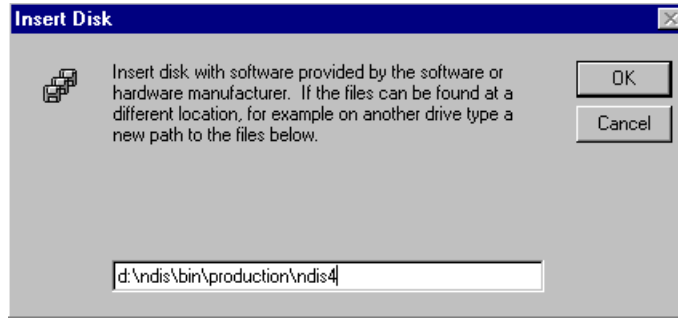 Insert Disk
Insert disk with software provided by the software or
hardware manufacturer. If the files can be found at a
different location, for example on another drive type a
new path to the files below.
OK
Cancel
d:\ndis\bin\production\ndis4